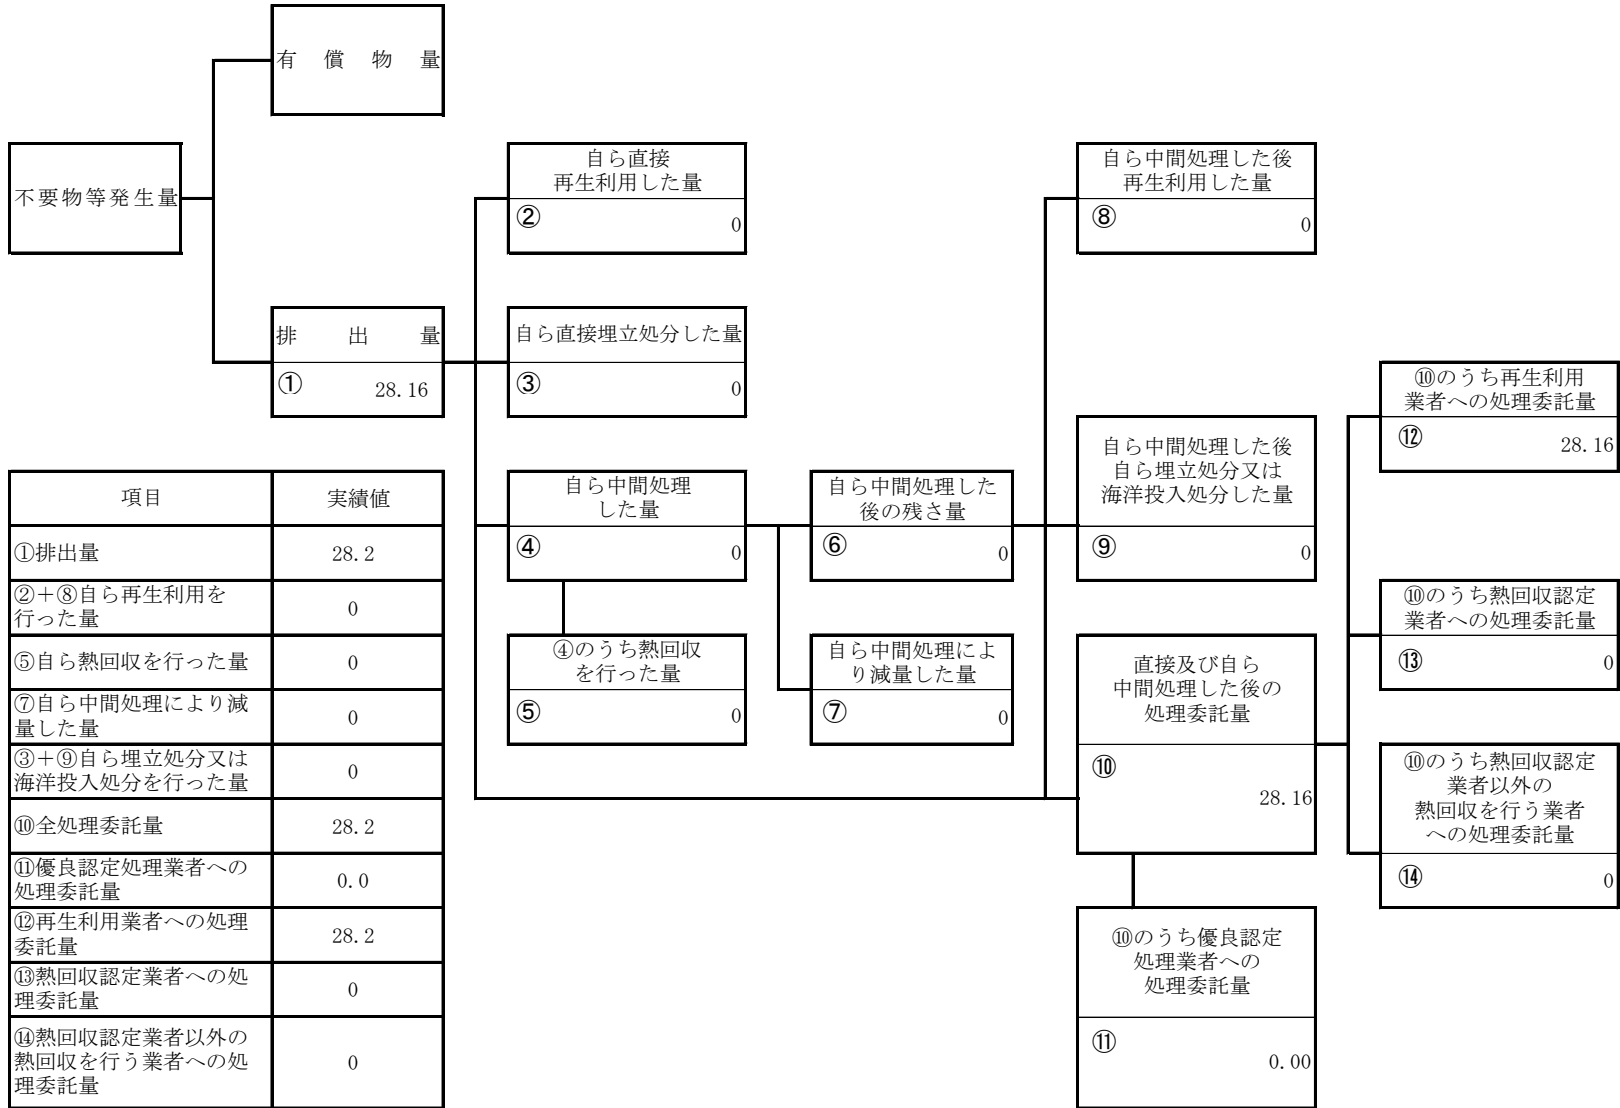 有償物量
不要物等発生量
自ら直接
再生利用した量
② 0
自ら中間処理した後
再生利用した量
⑧ 0
排出量
① 28.16
自ら直接埋立処分した量
③ 0
⑩のうち再生利用
業者への処理委託量
⑫ 28.16
自ら中間処理
した量
④ 0
自ら中間処理した
後の残さ量
⑥ 0
自ら中間処理した後
自ら埋立処分又は
海洋投入処分した量
⑨ 0
⑩のうち熱回収認定
業者への処理委託量
⑬ 0
④のうち熱回収
を行った量
⑤ 0
自ら中間処理によ
り減量した量
⑦ 0
直接及び自ら
中間処理した後の
処理委託量
⑩
28.16
⑩のうち熱回収認定
業者以外の
熱回収を行う業者
への処理委託量
⑭ 0
⑩のうち優良認定
処理業者への
処理委託量
⑪
0.00
項目 実績値
①排出量 28.2
②＋⑧自ら再生利用を
行った量 0
⑤自ら熱回収を行った量 0
⑦自ら中間処理により減
量した量 0
③＋⑨自ら埋立処分又は
海洋投入処分を行った量 0
⑩全処理委託量 28.2
⑪優良認定処理業者への
処理委託量 0.0
⑫再生利用業者への処理
委託量 28.2
⑬熱回収認定業者への処
理委託量 0
⑭熱回収認定業者以外の
熱回収を行う業者への処 0
理委託量